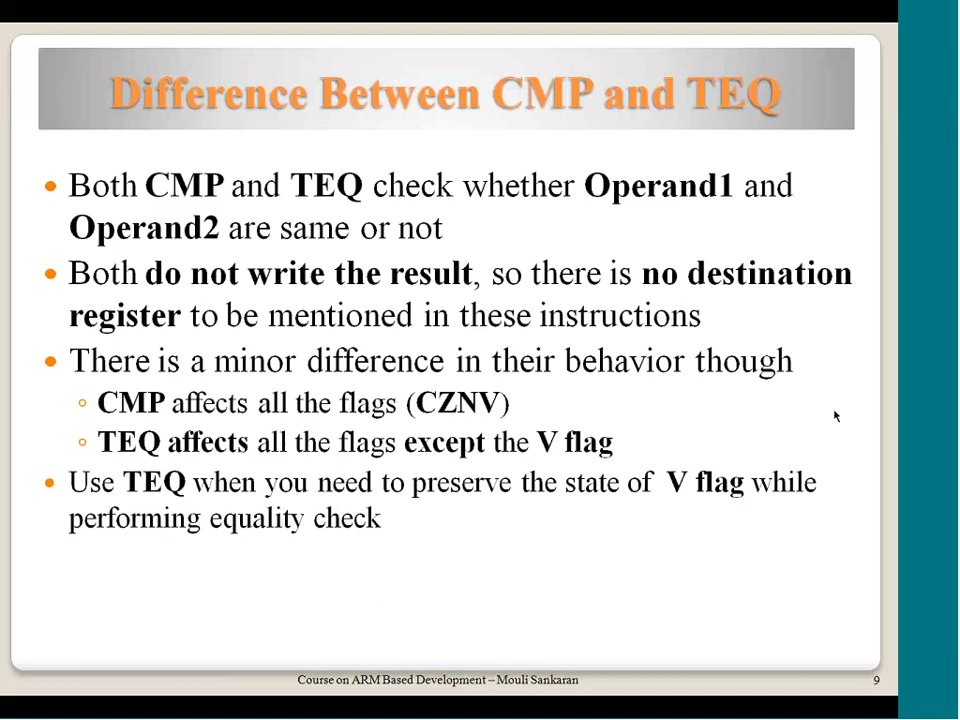 Difference Between CMP and TEQ
• Both CMP and TEQ check whether Operand1 and
Operand2 are same or not
• Both do not write the result, so there is no destination
register to be mentioned in these instructions
• There is a minor difference in their behavior though
◦ CMP affects all the flags (CZNV)
◦ TEQ affects all the flags except the V flag
• Use TEQ when you need to preserve the state of V flag while
performing equality check
Course on ARM Based Development – Mouli Sankaran
9